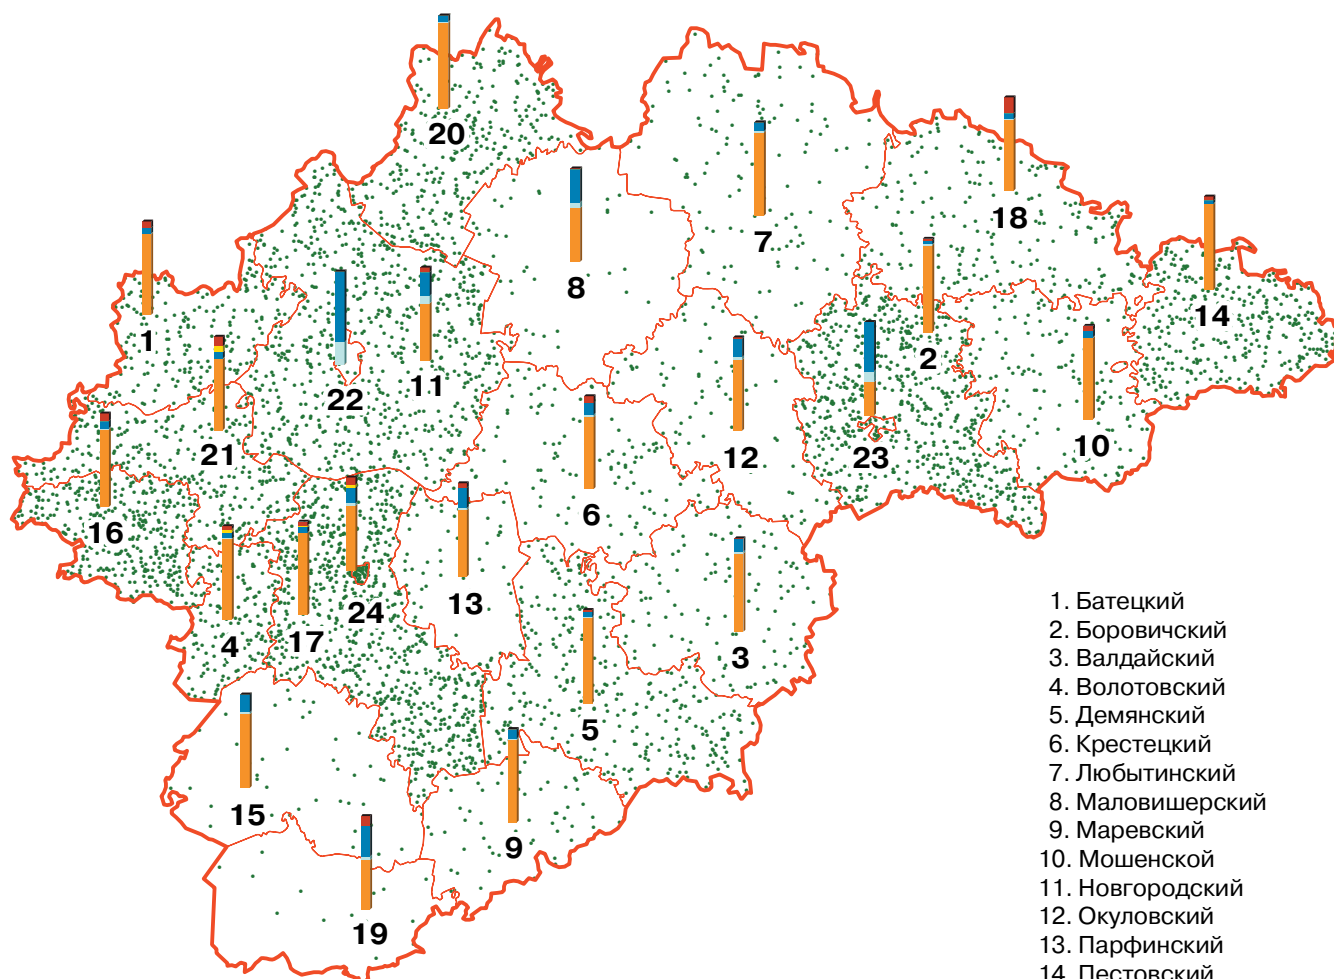 20
7
18
8
1
14
2
22
11
21
12
23
10
16
6
4
17
24
13
3
5
15
9
19
1. Батецкий
2. Боровичский
3. Валдайский
4. Волотовский
5. Демянский
6. Крестецкий
7. Любытинский
8. Маловишерский
9. Маревский
10. Мошенской
11. Новгородский
12. Окуловский
13. Парфинский
14. Пестовский